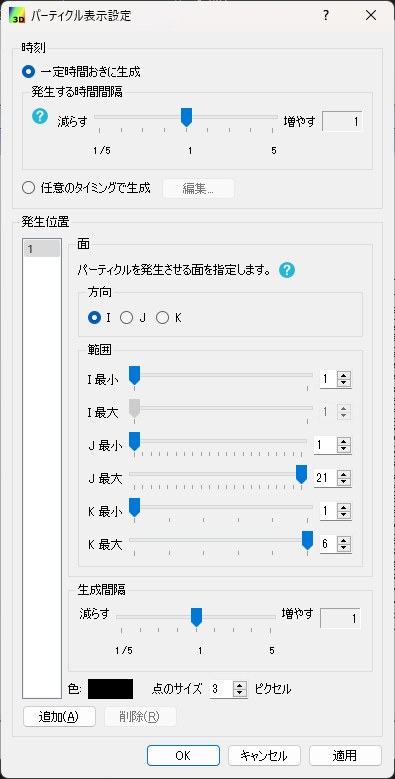 3D パーティクル表示設定 ? ×
時刻
一定時間おきに生成
発生する時間間隔
? 減らす 増やす 1
1/5 1 5
任意のタイミングで生成 編集...
発生位置
1
面
パーティクルを発生させる面を指定します。 ?
方向
I J K
範囲
I 最小 1
I 最大 1
J 最小 1
J 最大 21
K 最小 1
K 最大 6
生成間隔
減らす 増やす 1
1/5 1 5
色: 点のサイズ 3 ピクセル
追加(A) 削除(R)
OK キャンセル 適用